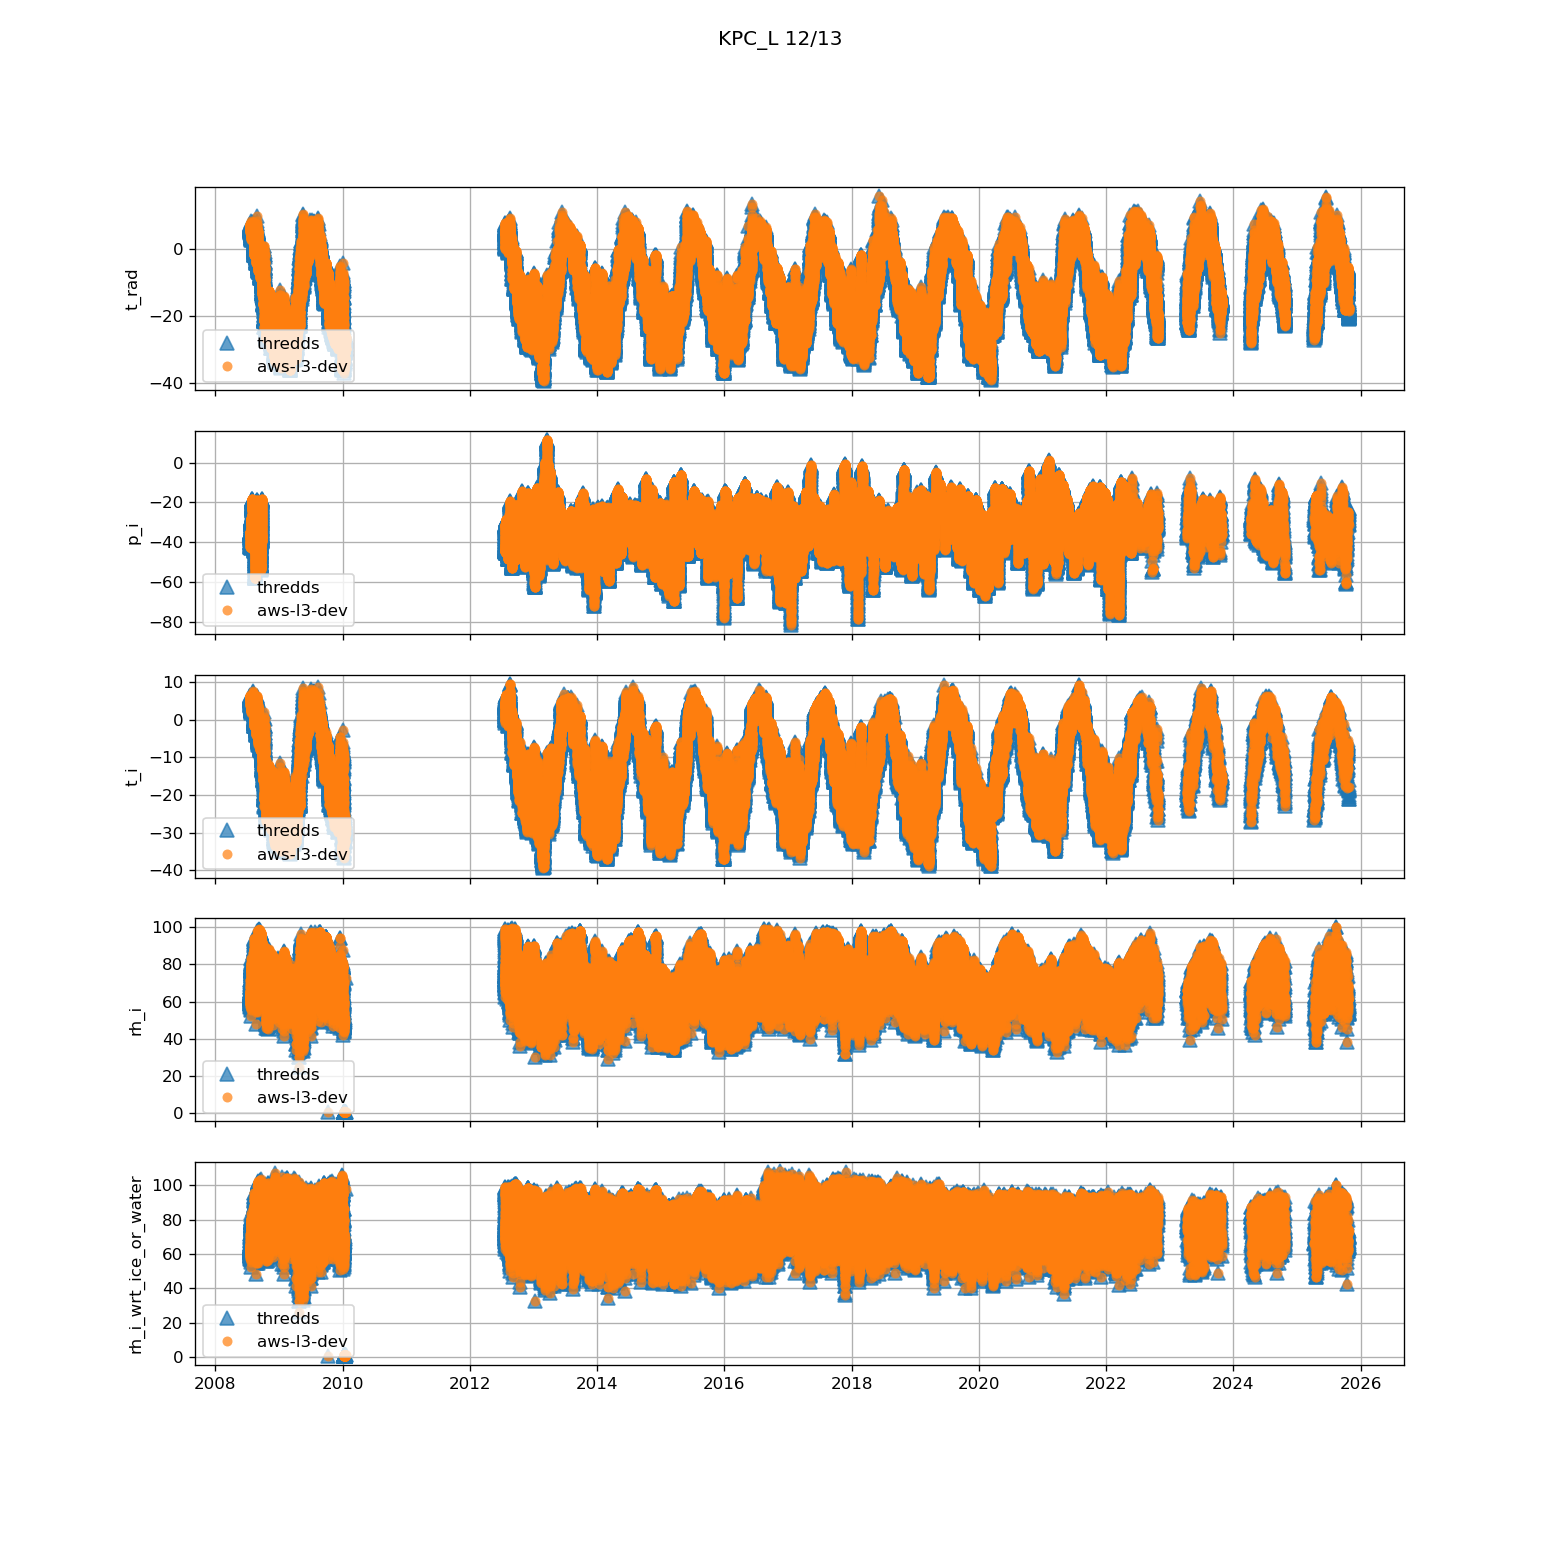 KPC_L 12/13
0
−20
−40
t_rad
thredds
aws-l3-dev
0
−20
−40
−60
−80
p_i
thredds
aws-l3-dev
10
0
−10
−20
−30
−40
t_i
thredds
aws-l3-dev
100
80
60
40
20
0
rh_i
thredds
aws-l3-dev
100
80
60
40
20
0
rh_i_wrt_ice_or_water
thredds
aws-l3-dev
2008 2010 2012 2014 2016 2018 2020 2022 2024 2026